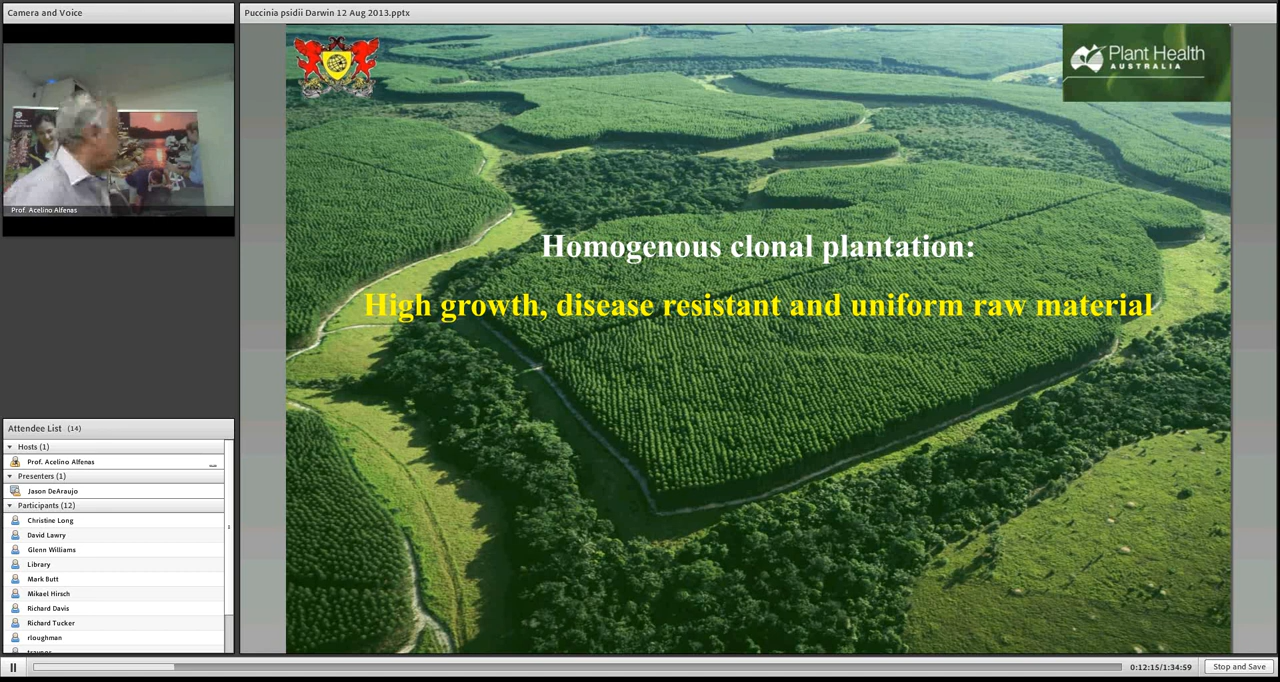 Camera and Voice
Prof. Acelino Alfenas
Attendee List (14)
Hosts (1)
Prof. Acelino Alfenas
Presenters (1)
Jason DeAraujo
Participants (12)
Christine Long
David Lawry
Glenn Williams
Library
Mark Butt
Mikael Hirsch
Richard Davis
Richard Tucker
rloughman
Puccinia psidii Darwin 12 Aug 2013.pptx
Plant Health
AUSTRALIA
Homogenous clonal plantation:
High growth, disease resistant and uniform raw material
0:12:15/1:34:59
Stop and Save